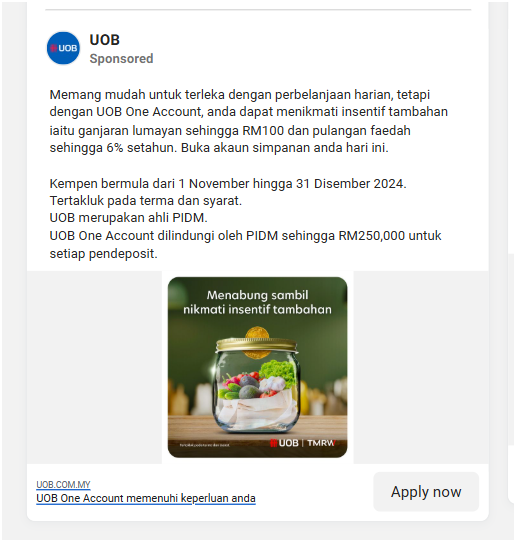 UOB
UOB
Sponsored
Memang mudah untuk terleka dengan perbelanjaan harian, tetapi
dengan UOB One Account, anda dapat menikmati insentif tambahan
iaitu ganjaran lumayan sehingga RM100 dan pulangan faedah
sehingga 6% setahun. Buka akaun simpanan anda hari ini.
Kempen bermula dari 1 November hingga 31 Disember 2024.
Tertakluk pada terma dan syarat.
UOB merupakan ahli PIDM.
UOB One Account dilindungi oleh PIDM sehingga RM250,000 untuk
setiap pendeposit.
Menabung sambil
nikmati insentif tambahan
UOB | TMRW
UOB.COM.MY
UOB One Account memenuhi keperluan anda
Apply now